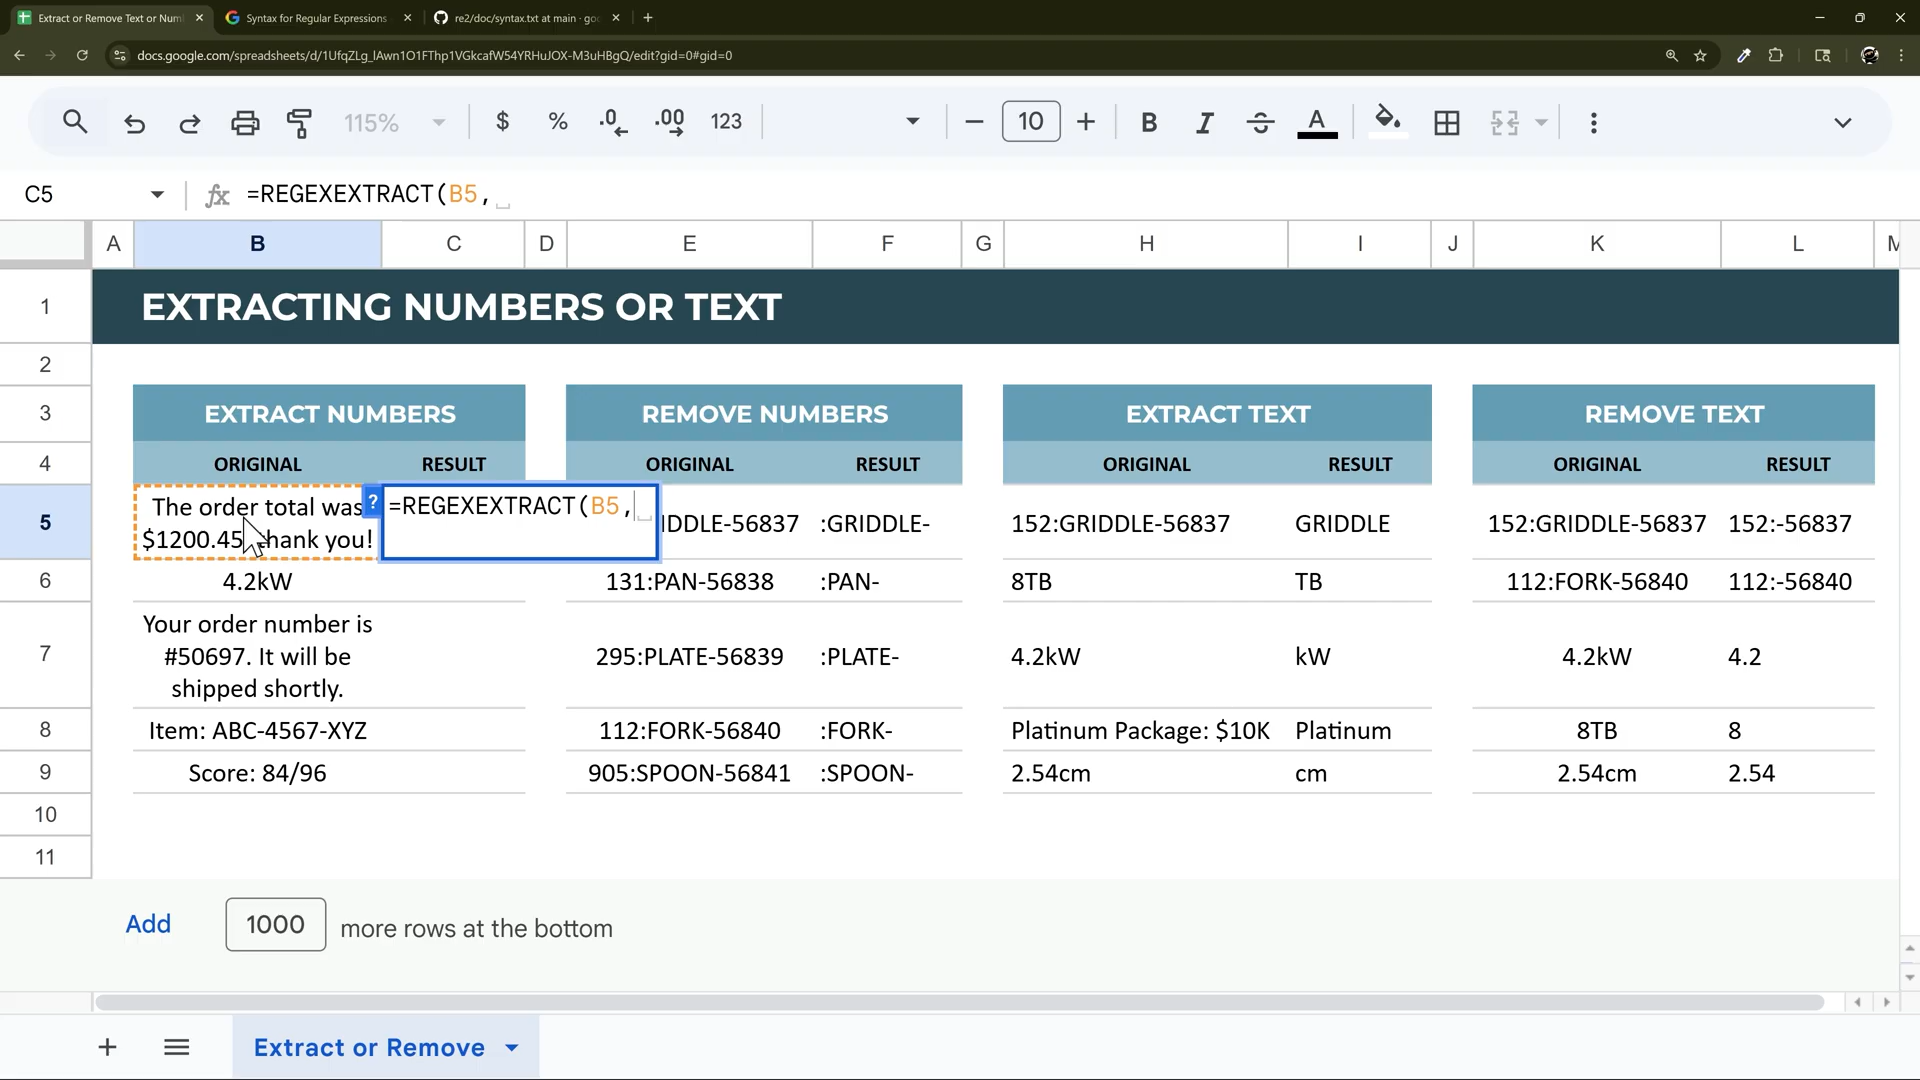 Extract or Remove Text or Num
Syntax for Regular Expressions
re2/doc/syntax.txt at main · goo
docs.google.com/spreadsheets/d/1UfqZLg_lAwn1O1FThp1VGkcafW54YRHuJOX-M3uHBgQ/edit?gid=0#gid=0
115% $ % .0 .00 123 10 B I A
C5 fx =REGEXEXTRACT(B5,
A B C D E F G H I J K L M
1 EXTRACTING NUMBERS OR TEXT
2
3 EXTRACT NUMBERS REMOVE NUMBERS EXTRACT TEXT REMOVE TEXT
4 ORIGINAL RESULT ORIGINAL RESULT ORIGINAL RESULT ORIGINAL RESULT
The order total was ? =REGEXEXTRACT(B5,
5 IDDLE-56837 :GRIDDLE- 152:GRIDDLE-56837 GRIDDLE 152:GRIDDLE-56837 152:-56837
$1200.45 hank you!
6 4.2kW 131:PAN-56838 :PAN- 8TB TB 112:FORK-56840 112:-56840
Your order number is
7 #50697. It will be 295:PLATE-56839 :PLATE- 4.2kW kW 4.2kW 4.2
shipped shortly.
8 Item: ABC-4567-XYZ 112:FORK-56840 :FORK- Platinum Package: $10K Platinum 8TB 8
9 Score: 84/96 905:SPOON-56841 :SPOON- 2.54cm cm 2.54cm 2.54
10
11
Add 1000 more rows at the bottom
Extract or Remove